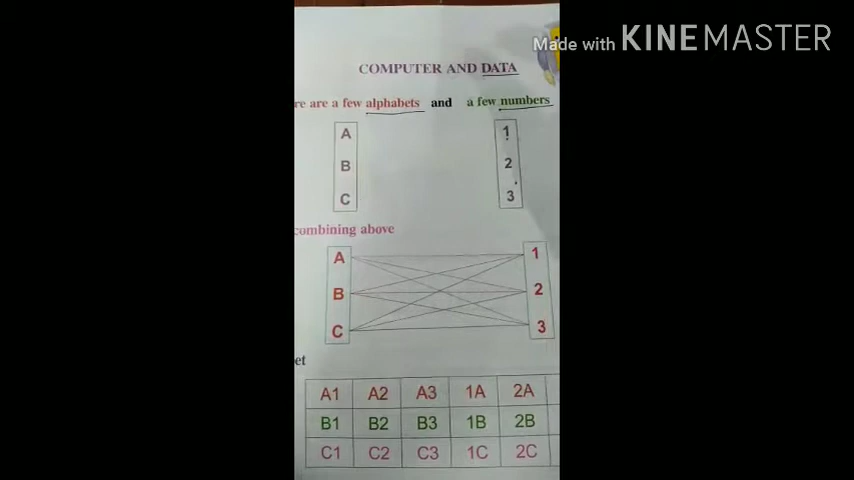 Made with KINEMASTER
COMPUTER AND DATA
re are a few alphabets and a few numbers
A 1
B 2
C 3
combining above
A 1
B 2
C 3
et
A1 A2 A3 1A 2A
B1 B2 B3 1B 2B
C1 C2 C3 1C 2C